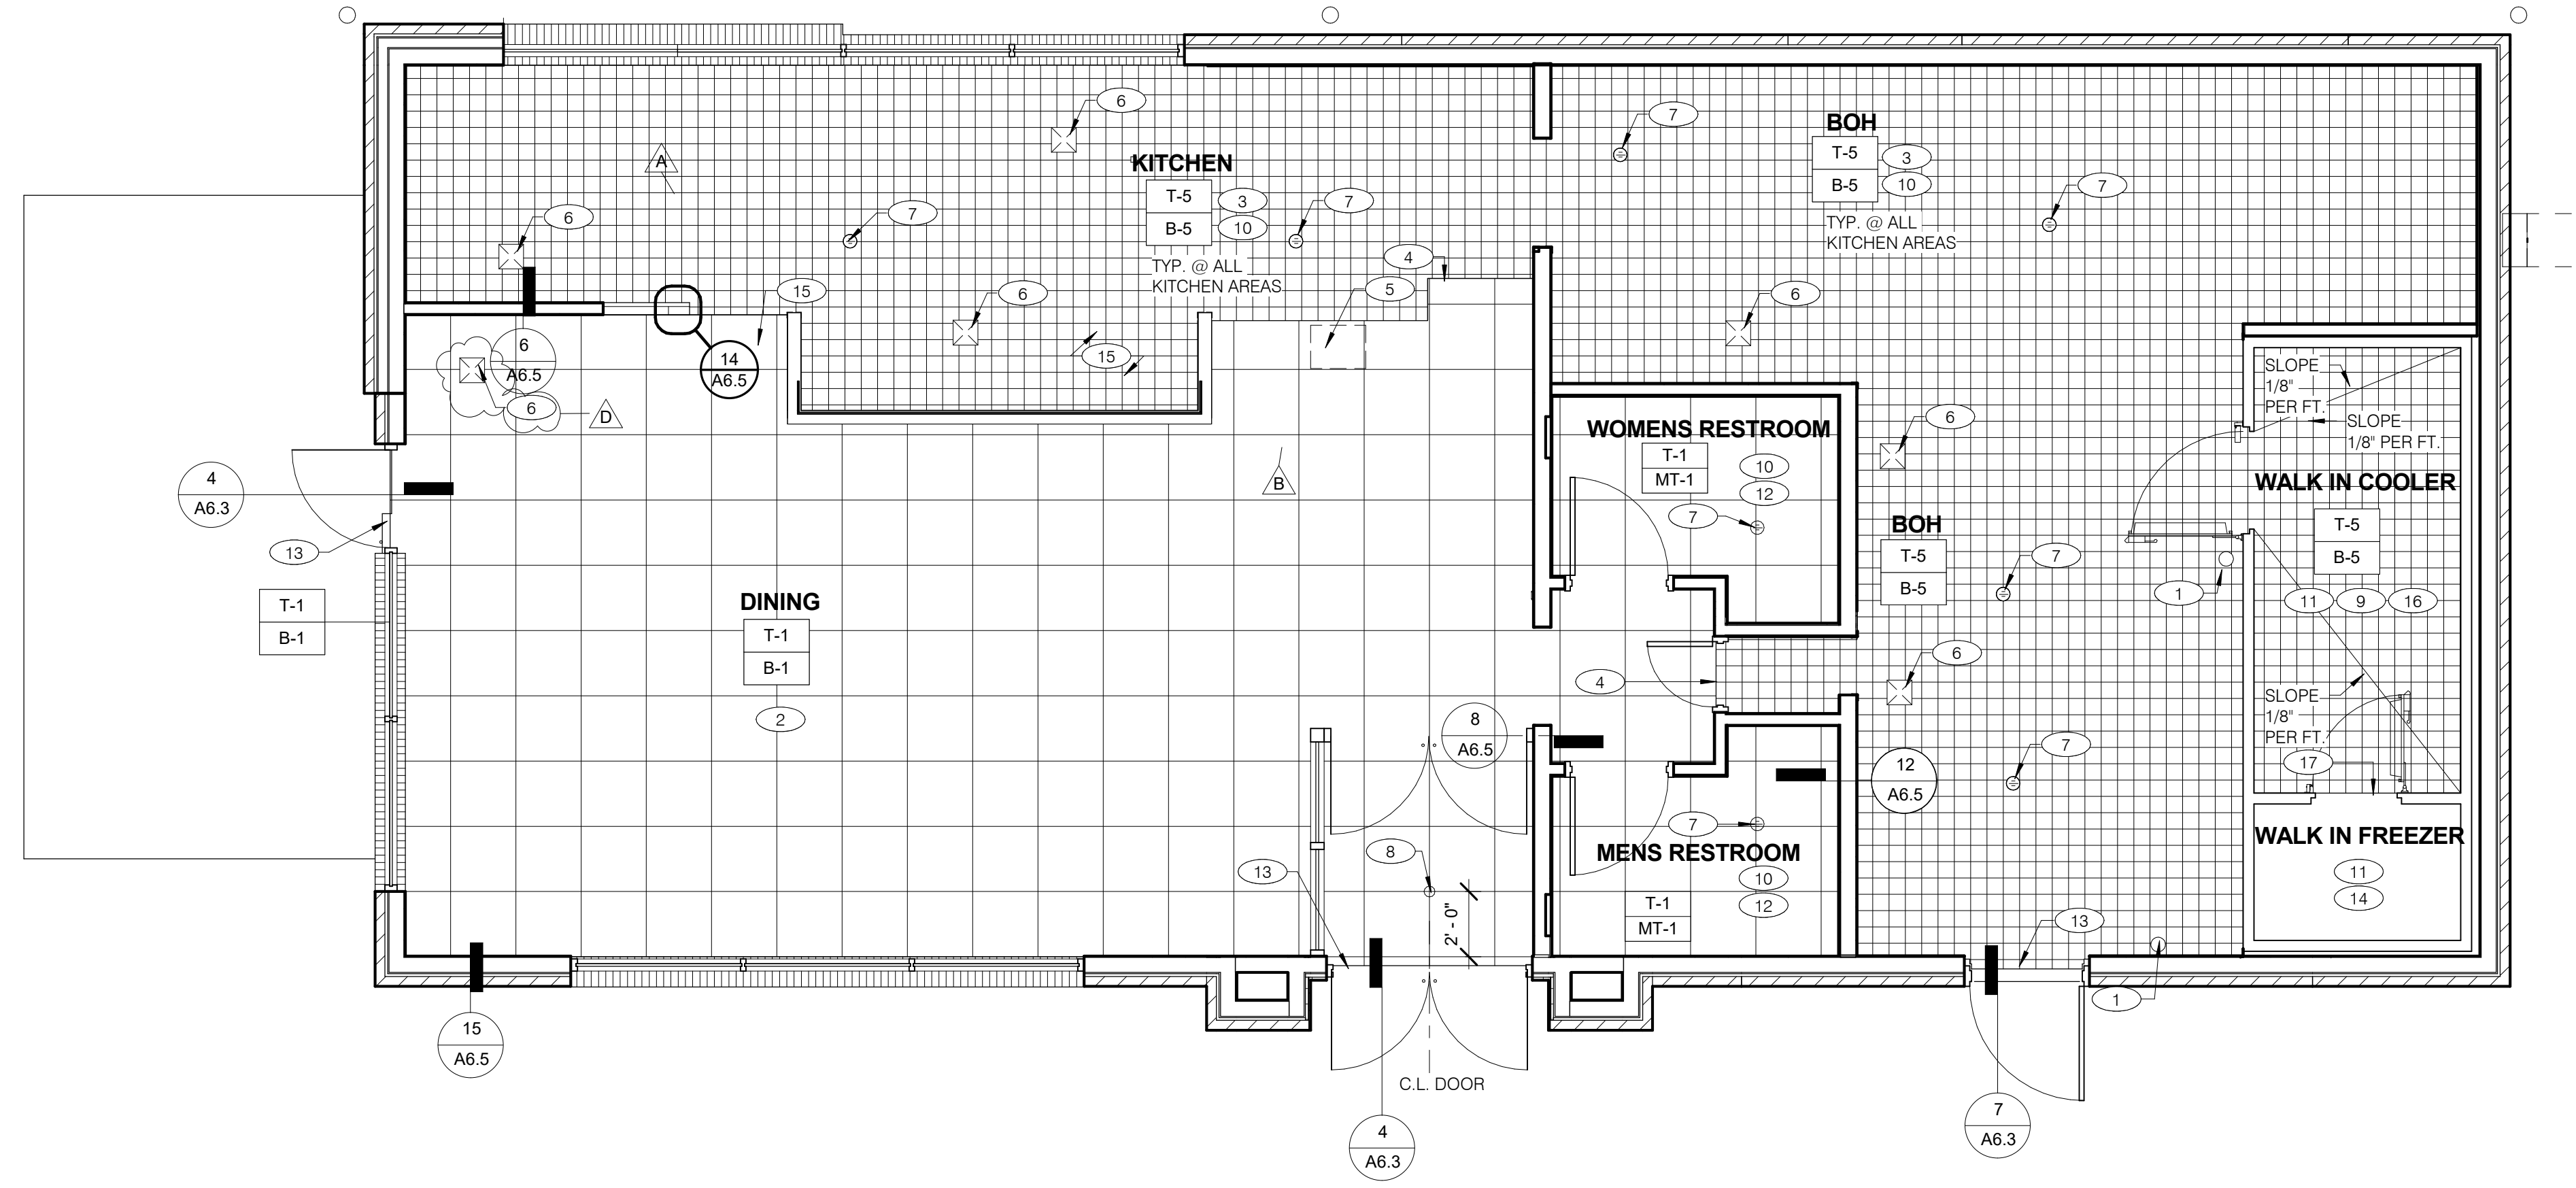 6
7
BOH
T-5
3
B-5
10
TYP. @ ALL
KITCHEN AREAS
7
A
KITCHEN
T-5
3
B-5
10
TYP. @ ALL
KITCHEN AREAS
7
6
7
4
5
15
6
6
6
A6.5
14
A6.5
15
6
D
SLOPE
1/8"
PER FT.
SLOPE
1/8" PER FT.
6
WOMENS RESTROOM
T-1
MT-1
10
12
7
B
4
A6.3
13
WALK IN COOLER
T-5
B-5
11
9
16
BOH
T-5
B-5
7
1
T-1
B-1
DINING
T-1
B-1
2
4
6
8
A6.5
SLOPE
1/8"
PER FT.
17
7
12
A6.5
7
MENS RESTROOM
10
12
T-1
MT-1
8
13
2' - 0"
WALK IN FREEZER
11
14
13
1
15
A6.5
C.L. DOOR
4
A6.3
7
A6.3